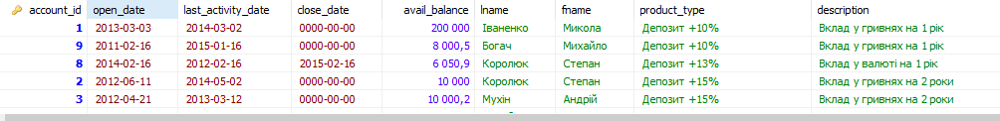 account_id open_date last_activity_date close_date avail_balance lname fname product_type description
1 2013-03-03 2014-03-02 0000-00-00 200 000 Іваненко Микола Депозит +10% Вклад у гривнях на 1 рік
9 2011-02-16 2015-01-16 0000-00-00 8 000,5 Богач Михайло Депозит +10% Вклад у гривнях на 1 рік
8 2014-02-16 2012-02-16 2015-02-16 6 050,9 Королюк Степан Депозит +13% Вклад у валюті на 1 рік
2 2012-06-11 2014-05-02 0000-00-00 10 000 Королюк Степан Депозит +15% Вклад у гривнях на 2 роки
3 2012-04-21 2013-03-12 0000-00-00 10 000,2 Мухін Андрій Депозит +15% Вклад у гривнях на 2 роки